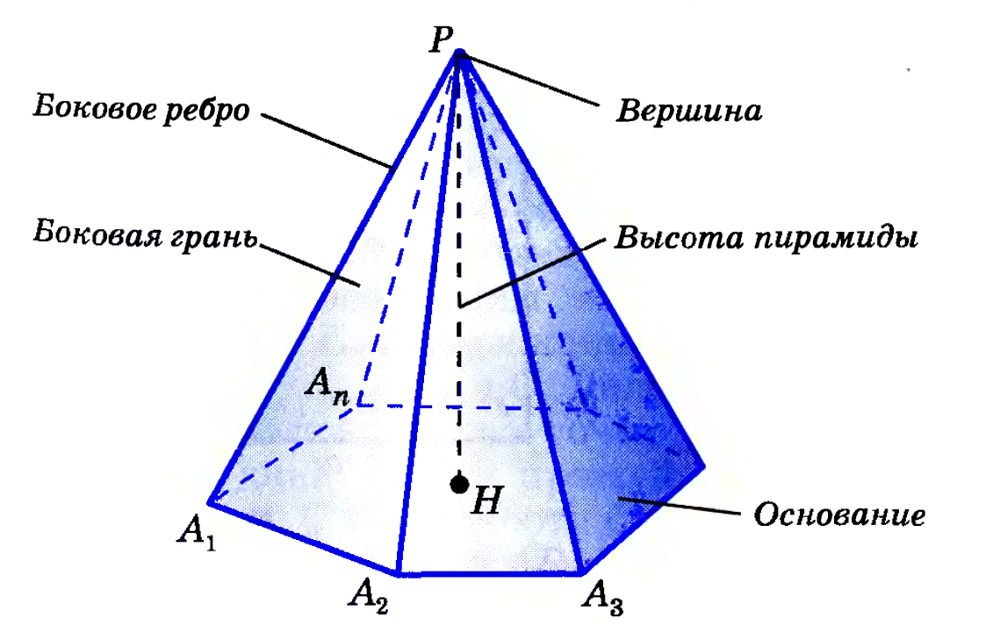 P
Боковое ребро
Вершина
Боковая грань
Высота пирамиды
Aₙ
H
Основание
A₁
A₂
A₃